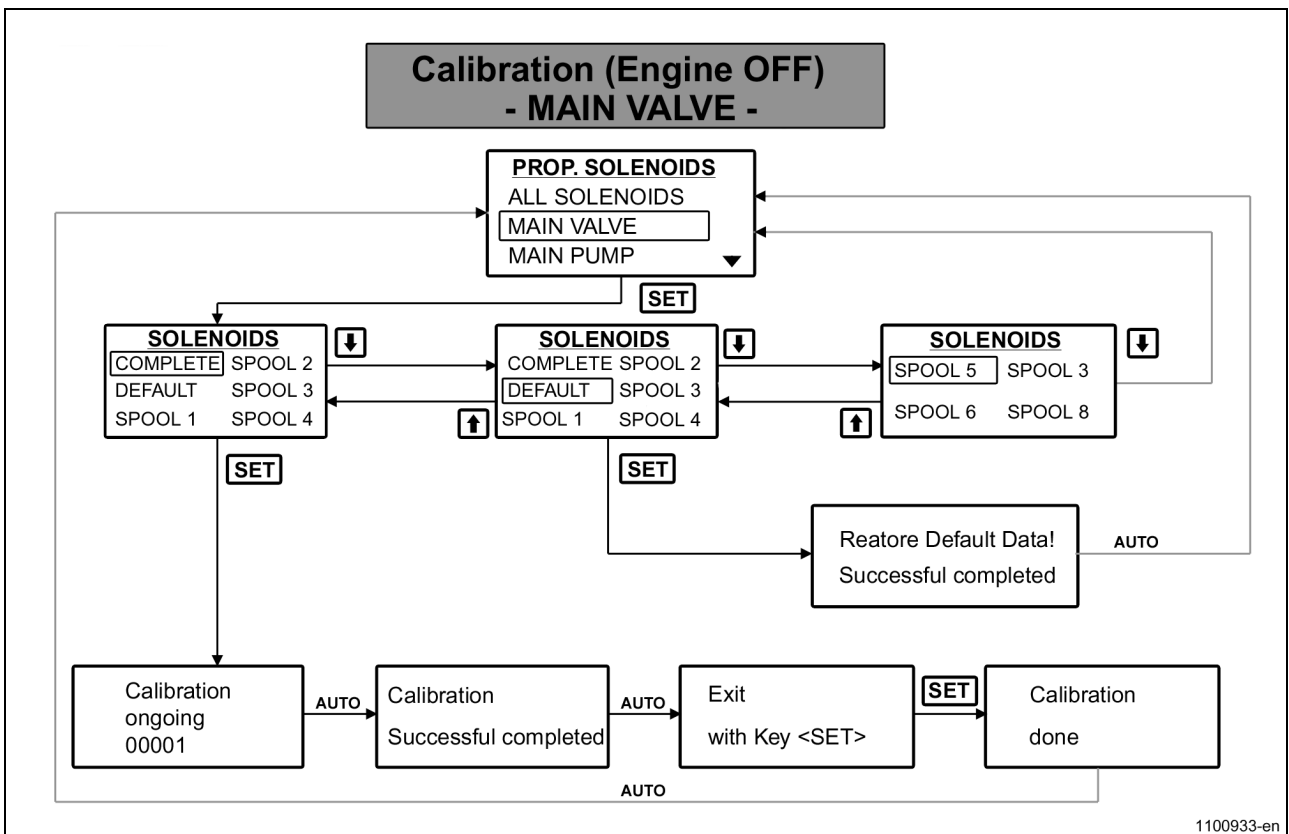 Calibration (Engine OFF)
- MAIN VALVE -
PROP. SOLENOIDS
ALL SOLENOIDS
MAIN VALVE
MAIN PUMP
SET
SOLENOIDS
COMPLETE SPOOL 2
DEFAULT SPOOL 3
SPOOL 1 SPOOL 4
SOLENOIDS
COMPLETE SPOOL 2
DEFAULT SPOOL 3
SPOOL 1 SPOOL 4
SOLENOIDS
SPOOL 5 SPOOL 3
SPOOL 6 SPOOL 8
SET
SET
Reatore Default Data!
Successful completed
AUTO
Calibration
ongoing
00001
AUTO
Calibration
Successful completed
AUTO
Exit
with Key <SET>
SET
Calibration
done
AUTO
1100933-en